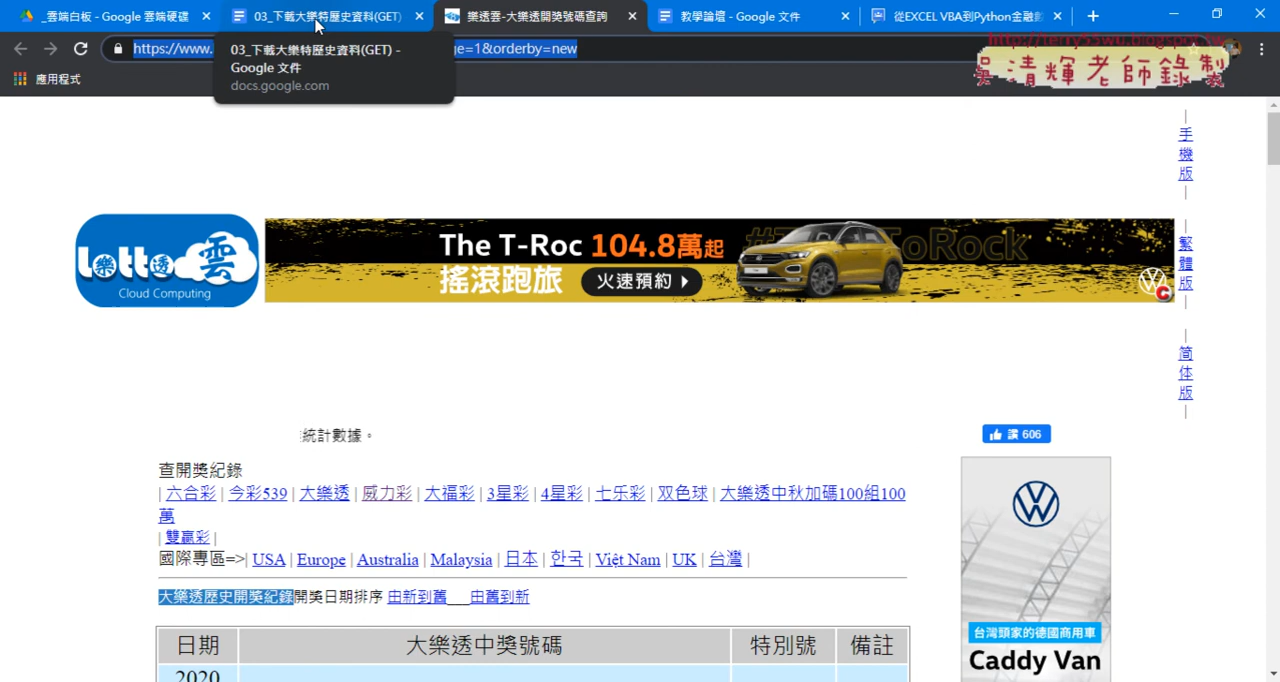 _雲端白板 - Google 雲端硬碟
03_下載大樂特歷史資料(GET)
樂透雲-大樂透開獎號碼查詢
教學論壇 - Google 文件
從EXCEL VBA到Python金融
https://www.
ge=1&orderby=new
03_下載大樂特歷史資料(GET) -
Google 文件
docs.google.com
http://terry55wu.blogspot.tw
吳清輝老師錄製
應用程式
手機版
繁體版
简体版
lotto
樂透
雲
Cloud Computing
The T-Roc 104.8萬起
#T-RocToRock
搖滾跑旅 火速預約
統計數據。
讚 606
查開獎紀錄
| 六合彩 | 今彩539 | 大樂透 | 威力彩 | 大福彩 | 3星彩 | 4星彩 | 七乐彩 | 双色球 | 大樂透中秋加碼100組100
萬
| 雙贏彩 |
國際專區=>| USA | Europe | Australia | Malaysia | 日本 | 한국 | Việt Nam | UK | 台灣 |
大樂透歷史開獎紀錄開獎日期排序 由新到舊___由舊到新
日期 大樂透中獎號碼 特別號 備註
2020
台灣頭家的德國商用車
Caddy Van